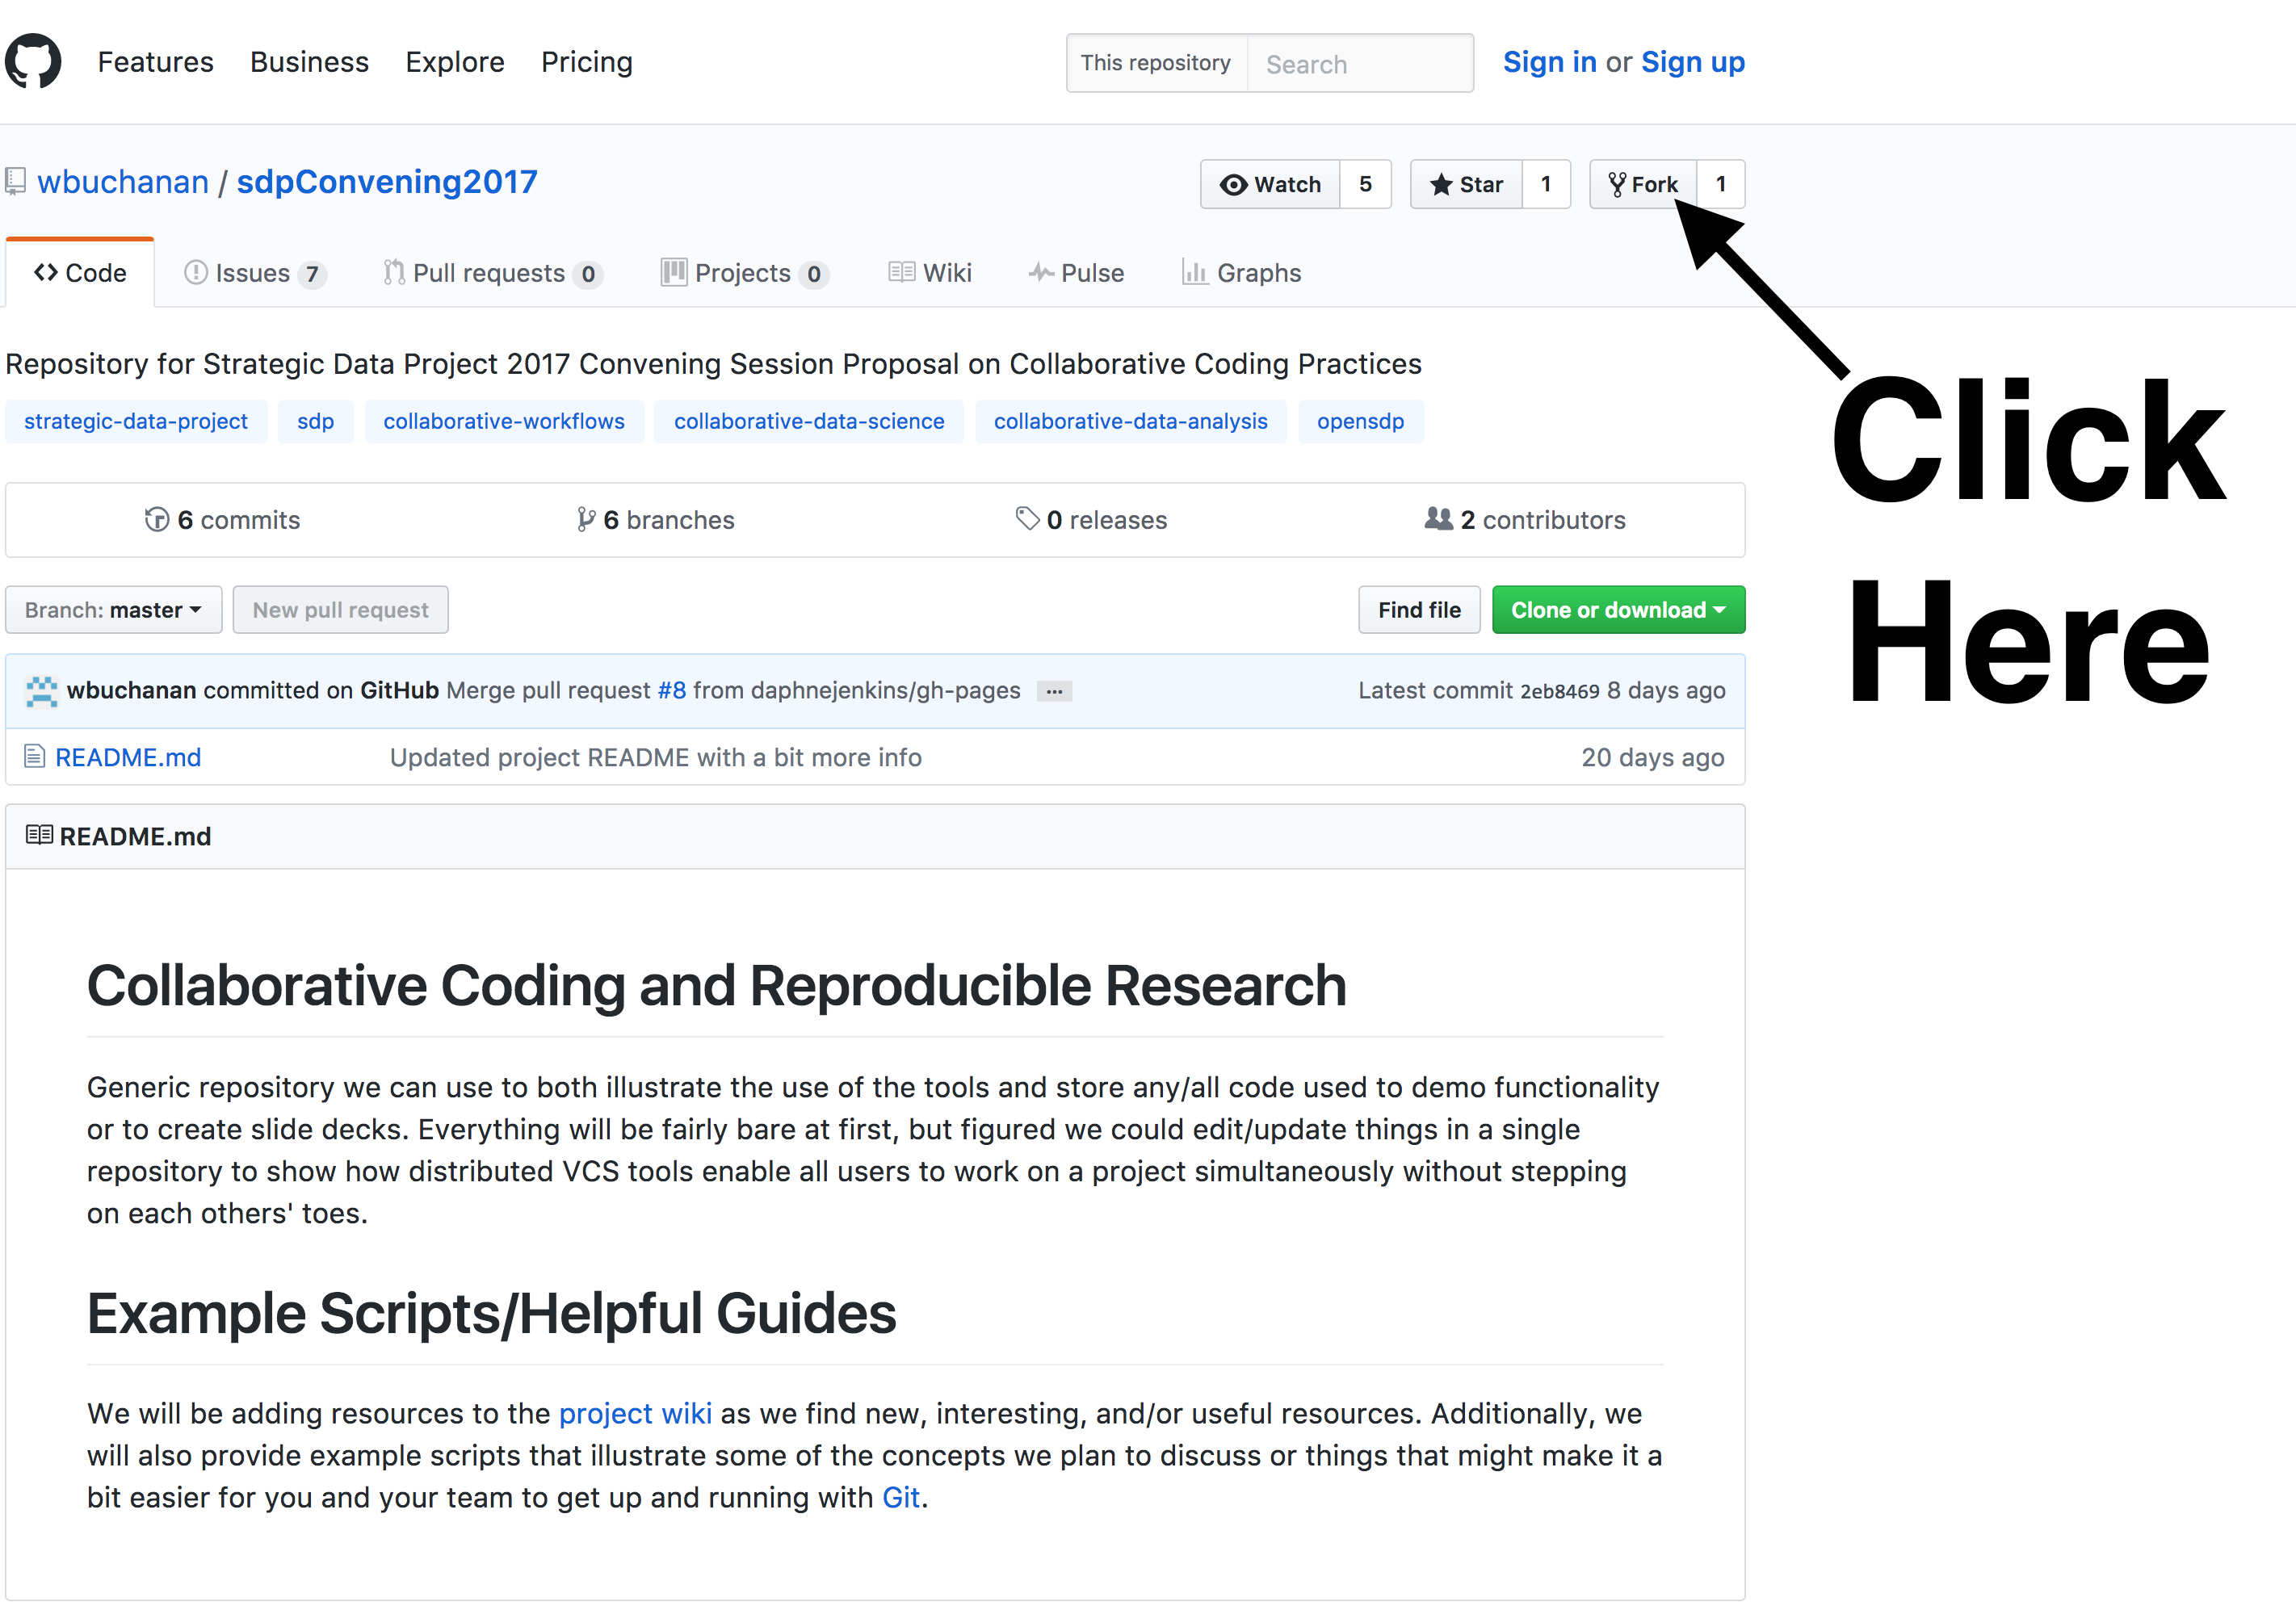 Features Business Explore Pricing This repository Search Sign in or Sign up
wbuchanan / sdpConvening2017 Watch 5 Star 1 Fork 1
Code Issues 7 Pull requests 0 Projects 0 Wiki Pulse Graphs
Repository for Strategic Data Project 2017 Convening Session Proposal on Collaborative Coding Practices
strategic-data-project sdp collaborative-workflows collaborative-data-science collaborative-data-analysis opensdp
Click
Here
6 commits 6 branches 0 releases 2 contributors
Branch: master New pull request Find file Clone or download
wbuchanan committed on GitHub Merge pull request #8 from daphnejenkins/gh-pages ... Latest commit 2eb8469 8 days ago
README.md Updated project README with a bit more info 20 days ago
README.md
Collaborative Coding and Reproducible Research
Generic repository we can use to both illustrate the use of the tools and store any/all code used to demo functionality
or to create slide decks. Everything will be fairly bare at first, but figured we could edit/update things in a single
repository to show how distributed VCS tools enable all users to work on a project simultaneously without stepping
on each others' toes.
Example Scripts/Helpful Guides
We will be adding resources to the project wiki as we find new, interesting, and/or useful resources. Additionally, we
will also provide example scripts that illustrate some of the concepts we plan to discuss or things that might make it a
bit easier for you and your team to get up and running with Git.